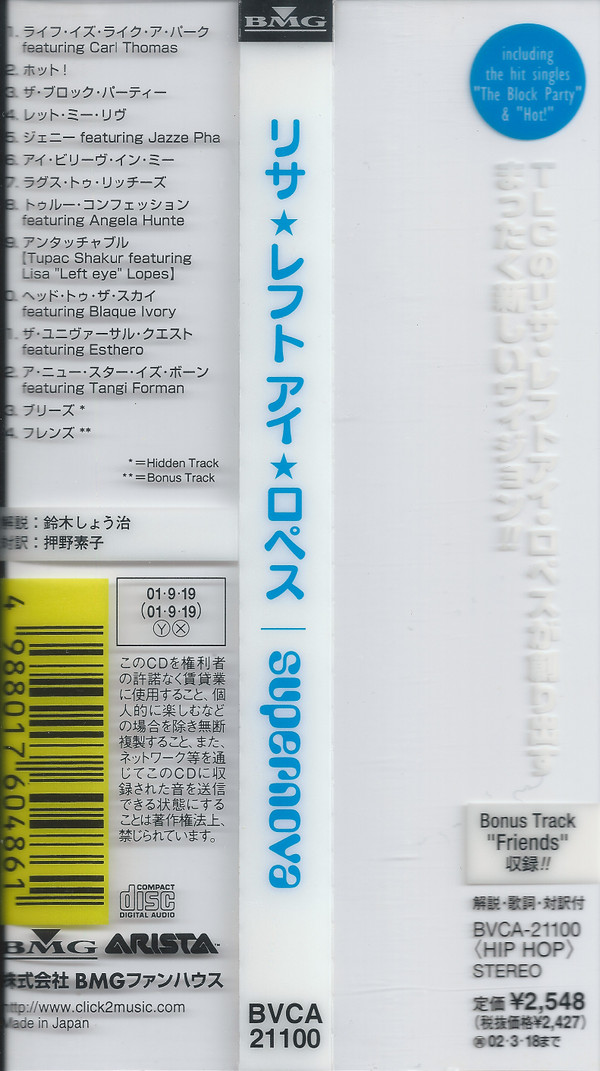 1. ライフ・イズ・ライク・ア・パーク
featuring Carl Thomas
2. ホット!
3. ザ・ブロック・パーティー
4. レット・ミー・リヴ
5. ジェニー featuring Jazze Pha
6. アイ・ビリーヴ・イン・ミー
7. ラグス・トゥ・リッチーズ
8. トゥルー・コンフェッション
featuring Angela Hunte
9. アンタッチャブル
【Tupac Shakur featuring
Lisa "Left eye" Lopes】
0. ヘッド・トゥ・ザ・スカイ
featuring Blaque Ivory
1. ザ・ユニヴァーサル・クエスト
featuring Esthero
2. ア・ニュー・スター・イズ・ボーン
featuring Tangi Forman
3. ブリーズ *
4. フレンズ **
*=Hidden Track
**=Bonus Track
解説:鈴木しょう治
対訳:押野素子
4 988017 604861
01・9・19
(01・9・19)
Ⓨ Ⓧ
このCDを権利者
の許諾なく賃貸業
に使用すること、個
人的に楽しむなど
の場合を除き無断
複製すること、また、
ネットワーク等を通
じてこのCDに収
録された音を送信
できる状態にする
ことは著作権法上、
禁じられています。
COMPACT
disc
DIGITAL AUDIO
BMG ARISTA™
株式会社 BMGファンハウス
http://www.click2music.com
Made in Japan
BMG
リサ★レフト アイ★ロペス | supernova
BVCA
21100
including
the hit singles
"The Block Party"
& "Hot!"
TLCのリサ・レフトアイ・ロペスが創り出す、
まったく新しいヴィジョン!!
Bonus Track
"Friends"
収録!!
解説・歌詞・対訳付
BVCA-21100
〈HIP HOP〉
STEREO
定価 ¥2,548
(税抜価格¥2,427)
㊢02・3・18まで